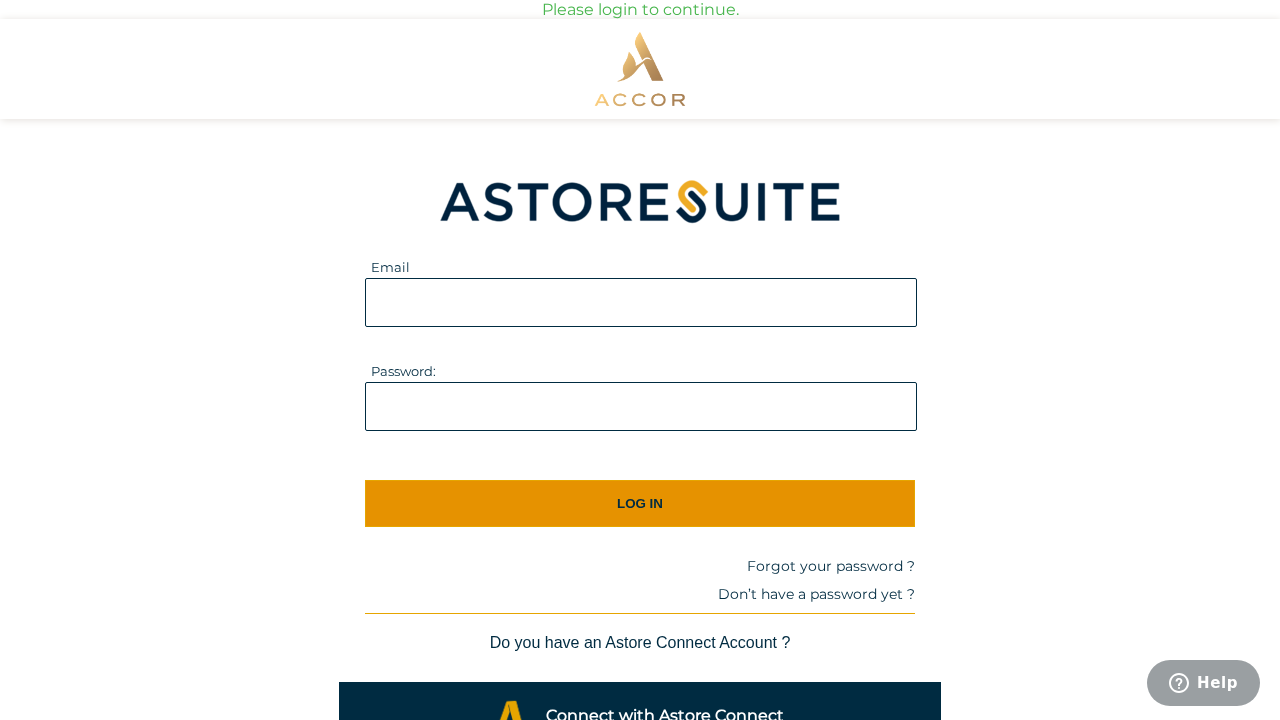 Please login to continue.
ACCOR
ASTORESUITE
Email
Password:
LOG IN
Forgot your password ?
Don’t have a password yet ?
Do you have an Astore Connect Account ?
Connect with Astore Connect
Help